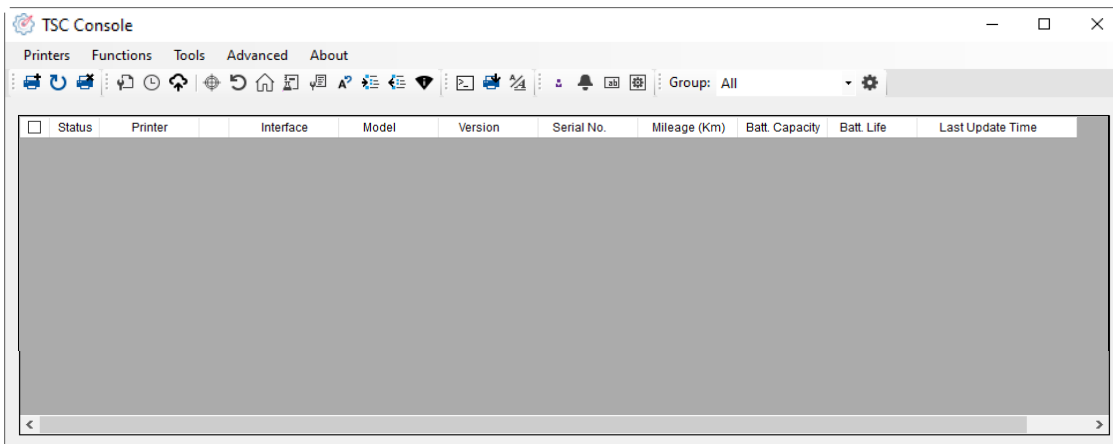 TSC Console
Printers Functions Tools Advanced About
Group: All
Status Printer Interface Model Version Serial No. Mileage (Km) Batt. Capacity Batt. Life Last Update Time